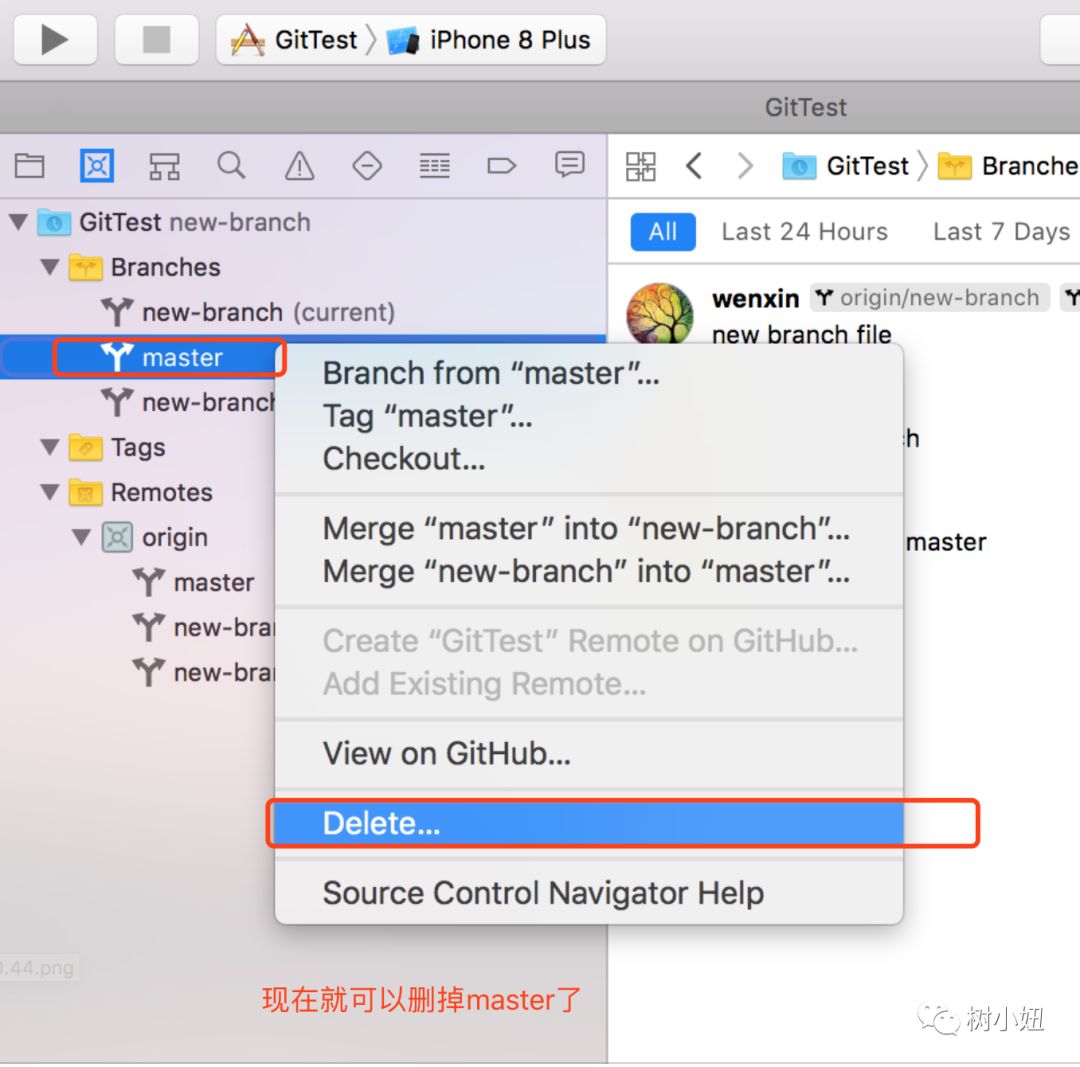 GitTest 〉 iPhone 8 Plus
GitTest
GitTest 〉 Branche
GitTest new-branch
All Last 24 Hours Last 7 Days
Branches
new-branch (current)
wenxin origin/new-branch
new branch file
master
new-branch
Tags
Remotes
origin
master
new-bra
new-bra
Branch from “master”...
Tag “master”...
Checkout...
Merge “master” into “new-branch”...
Merge “new-branch” into “master”...
Create “GitTest” Remote on GitHub...
Add Existing Remote...
View on GitHub...
Delete...
Source Control Navigator Help
ch
master
0.44.png
现在就可以删掉master了
树小妞